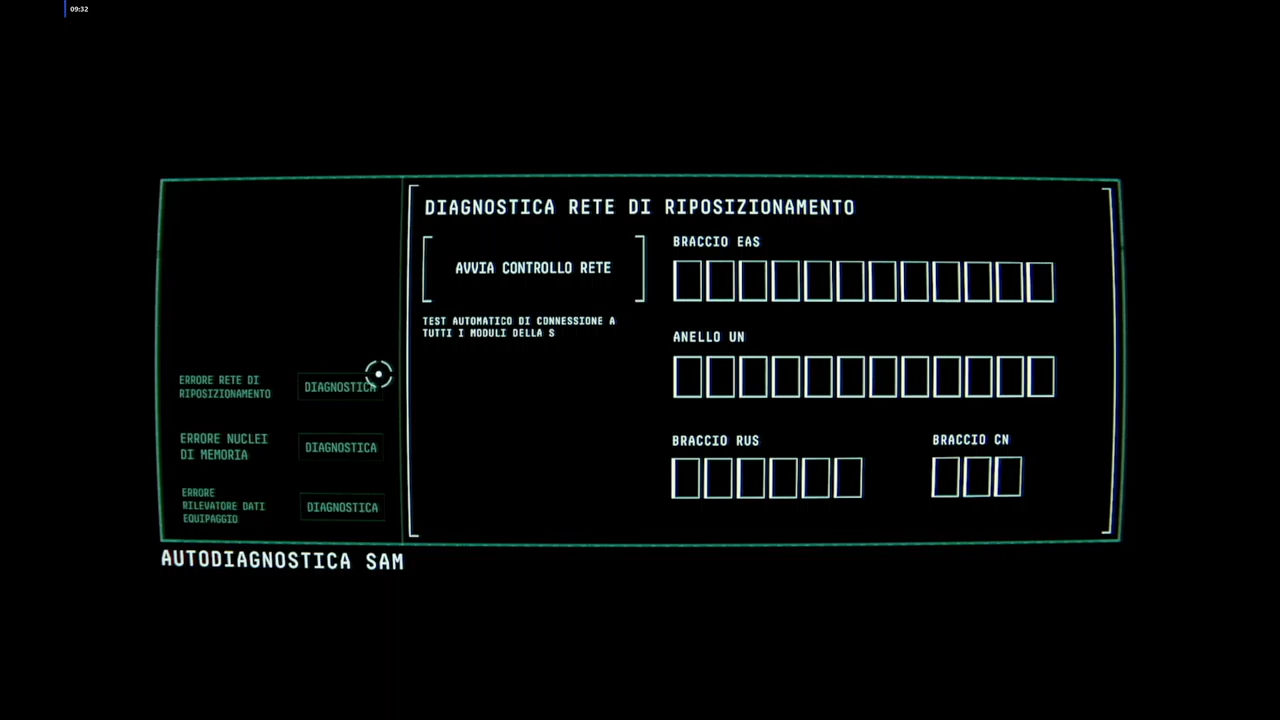 09:32
DIAGNOSTICA RETE DI RIPOSIZIONAMENTO
AVVIA CONTROLLO RETE
TEST AUTOMATICO DI CONNESSIONE A
TUTTI I MODULI DELLA S
BRACCIO EAS
ANELLO UN
BRACCIO RUS
BRACCIO CN
ERRORE RETE DI
RIPOSIZIONAMENTO
DIAGNOSTICA
ERRORE NUCLEI
DI MEMORIA
DIAGNOSTICA
ERRORE
RILEVATORE DATI
EQUIPAGGIO
DIAGNOSTICA
AUTODIAGNOSTICA SAM